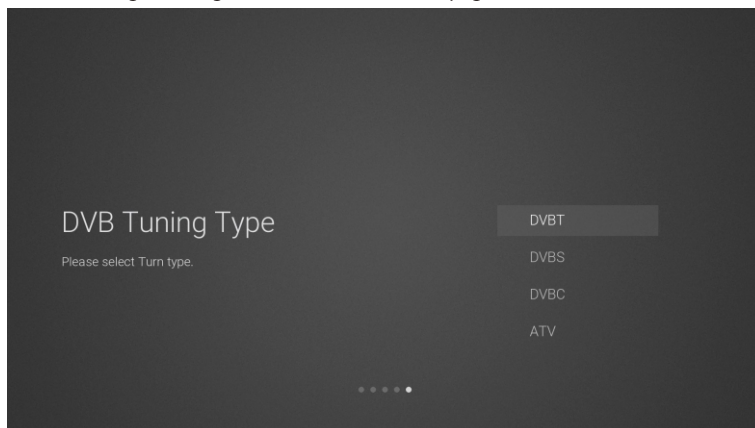 DVB Tuning Type
Please select Turn type.
DVBT
DVBS
DVBC
ATV